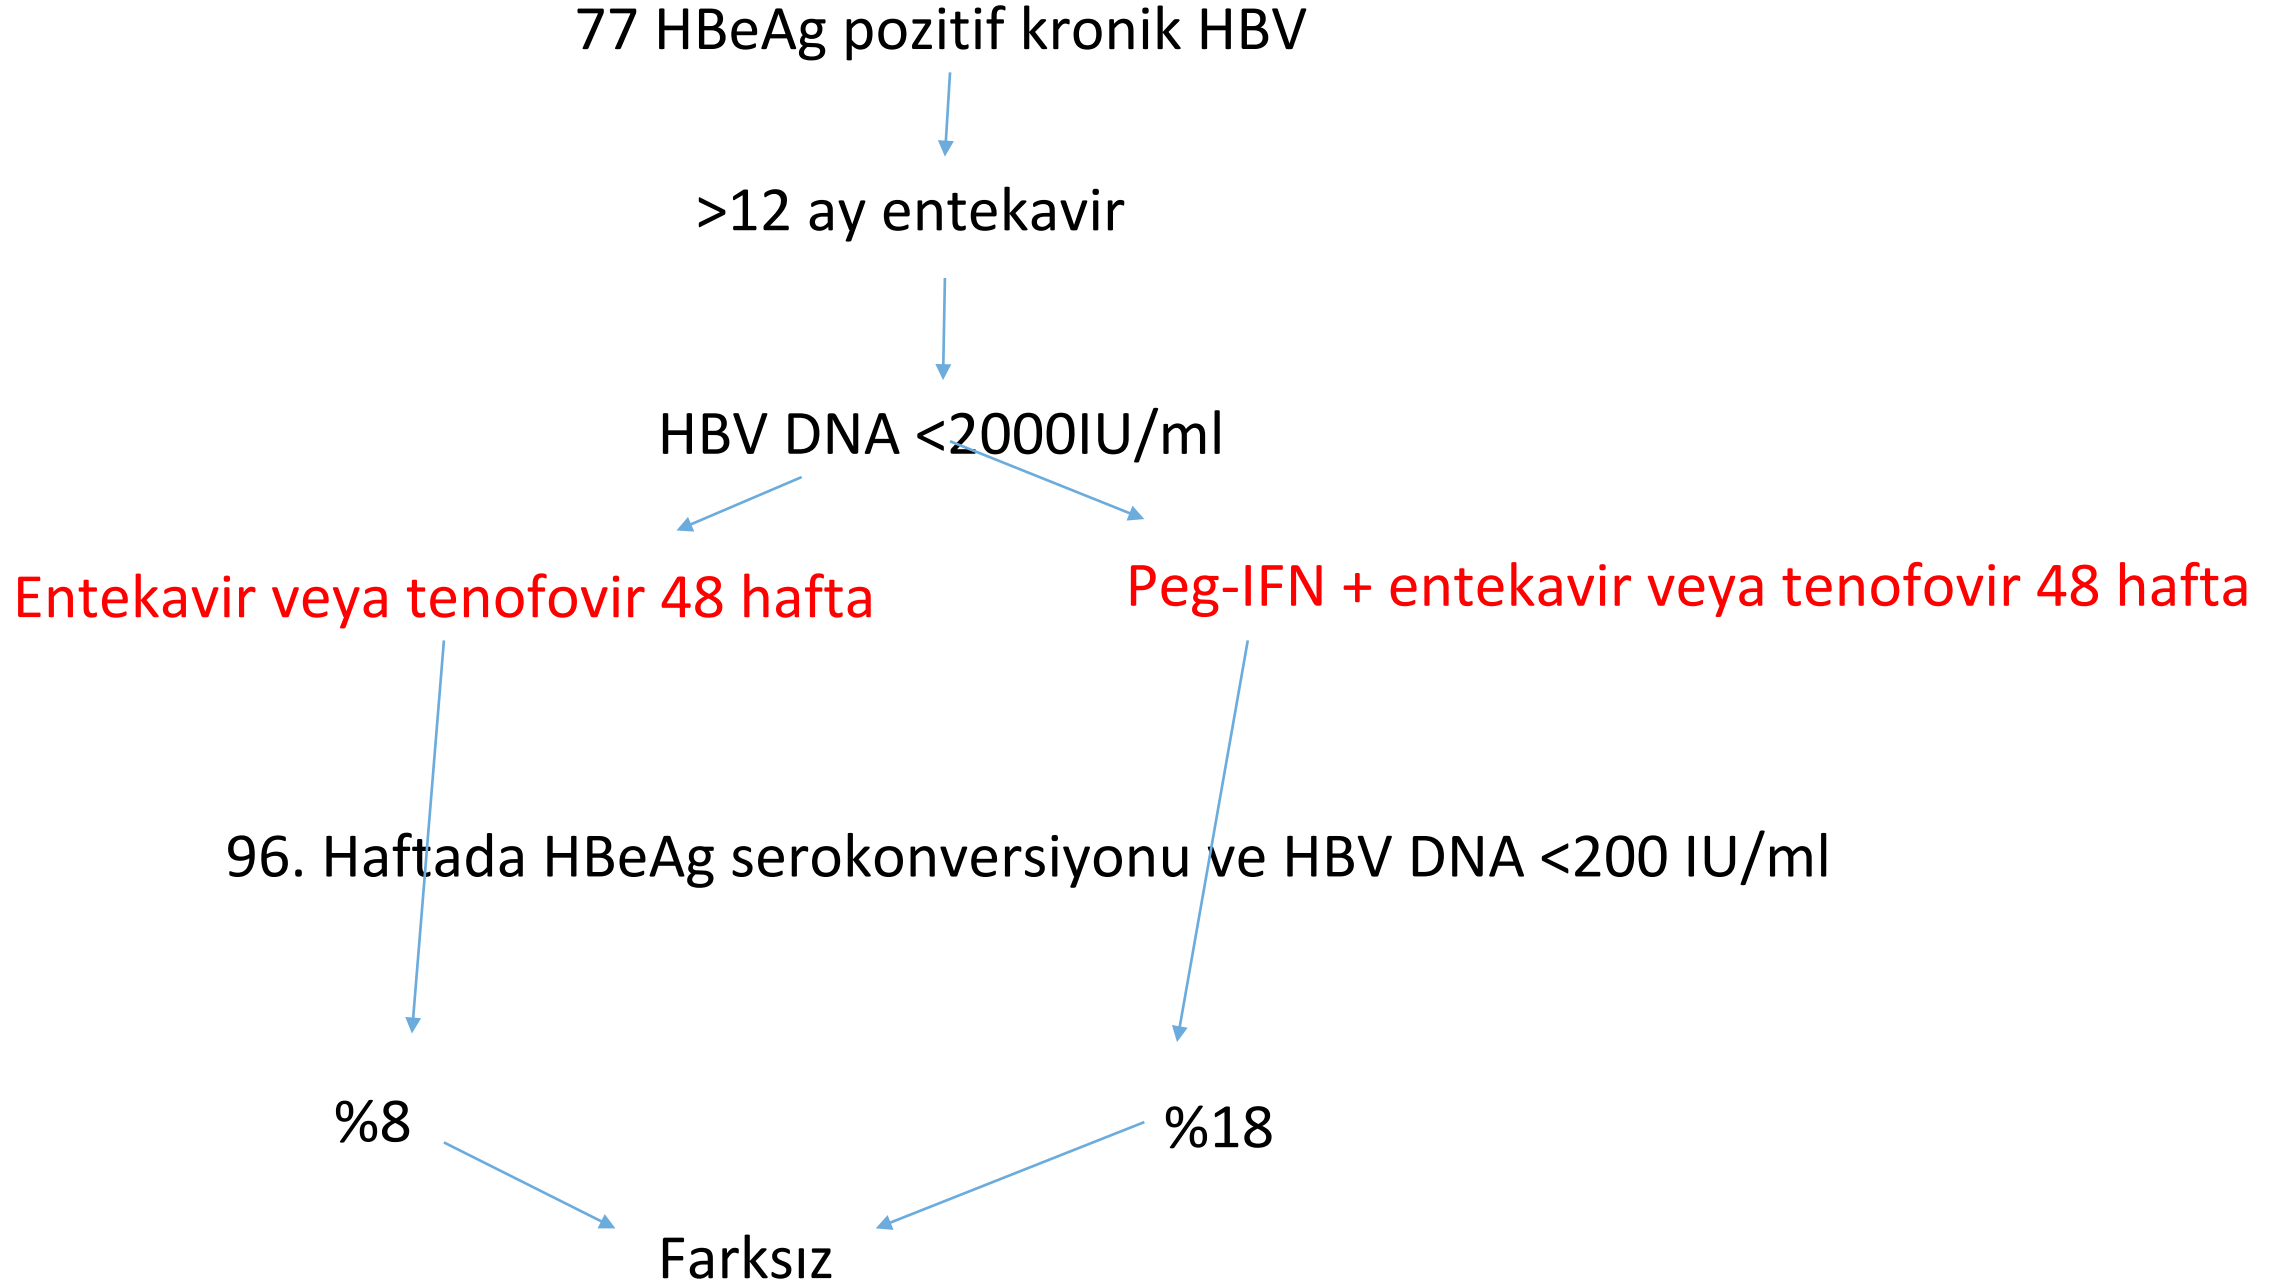 77 HBeAg pozitif kronik HBV
>12 ay entekavir
HBV DNA <2000IU/ml
Entekavir veya tenofovir 48 hafta
Peg-IFN + entekavir veya tenofovir 48 hafta
96. Haftada HBeAg serokonversiyonu ve HBV DNA <200 IU/ml
%8
%18
Farksız